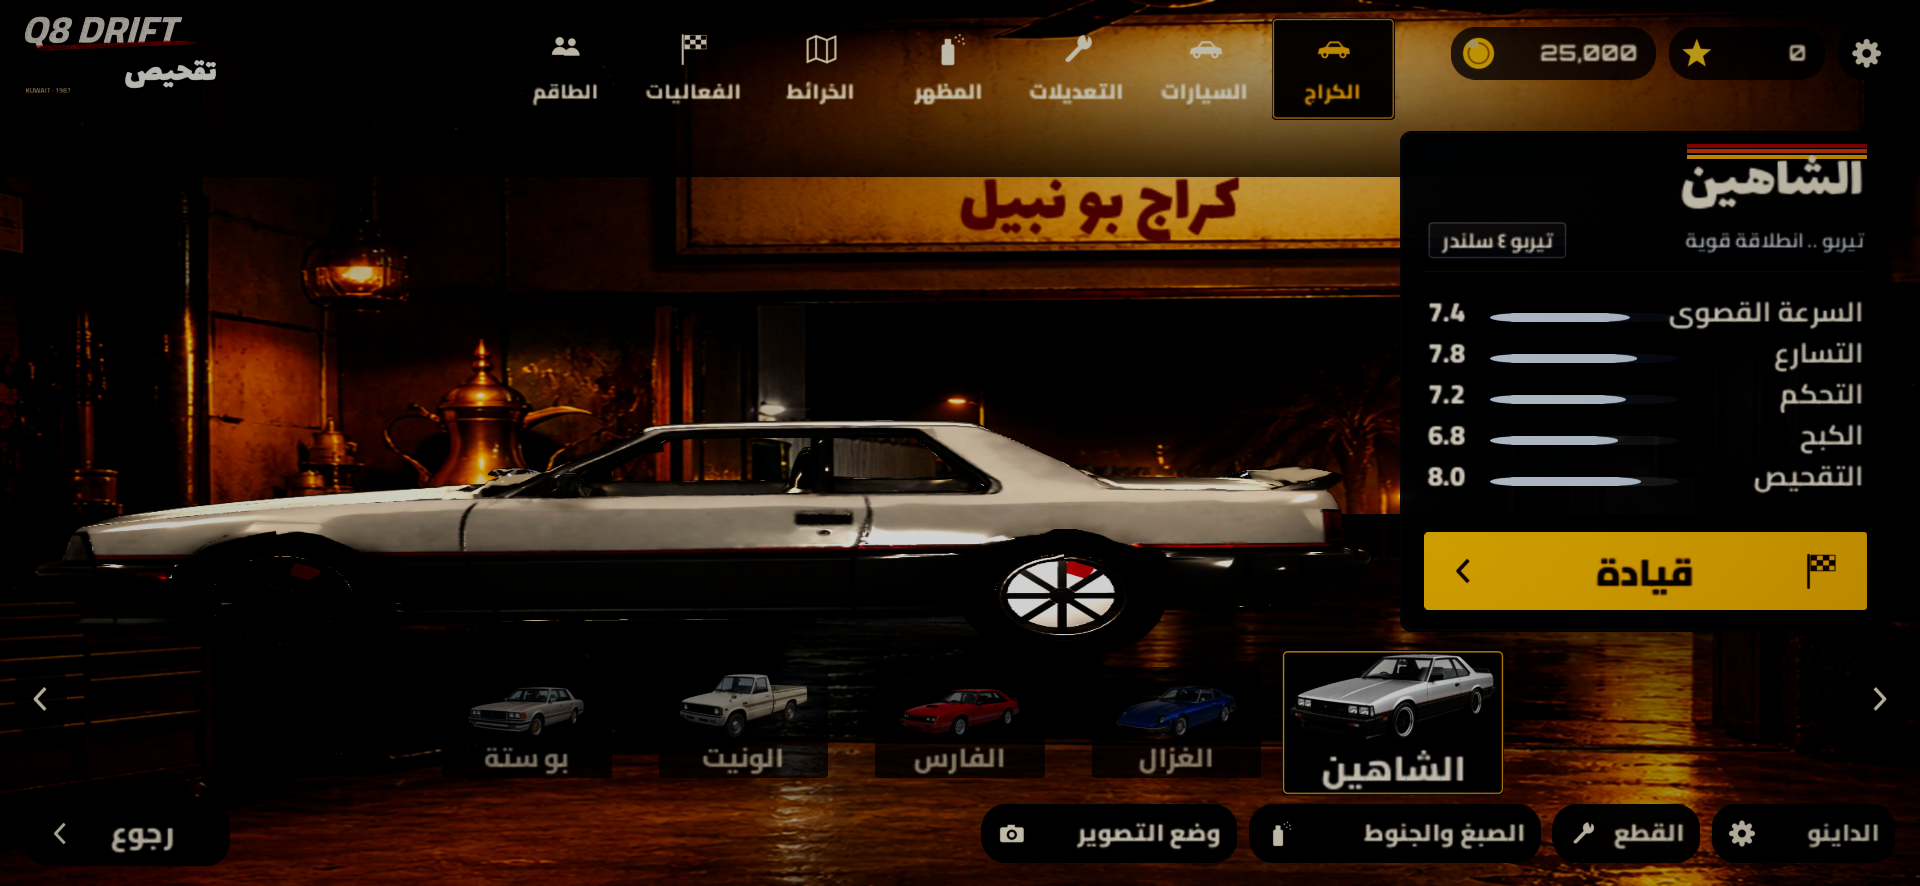 Q8 DRIFT
تفحيص
KUWAIT · 1987
الكراج
السيارات
التعديلات
المظهر
الخرائط
الفعاليات
الطاقم
25,000
0
كراج بو نبيل
الشاهين
تيربو .. انطلاقة قوية
تيربو ٤ سلندر
السرعة القصوى 7.4
التسارع 7.8
التحكم 7.2
الكبح 6.8
التفحيص 8.0
قيادة
الشاهين
الغزال
الفارس
الونيت
بو ستة
الداينو
القطع
الصبغ والجنوط
وضع التصوير
رجوع